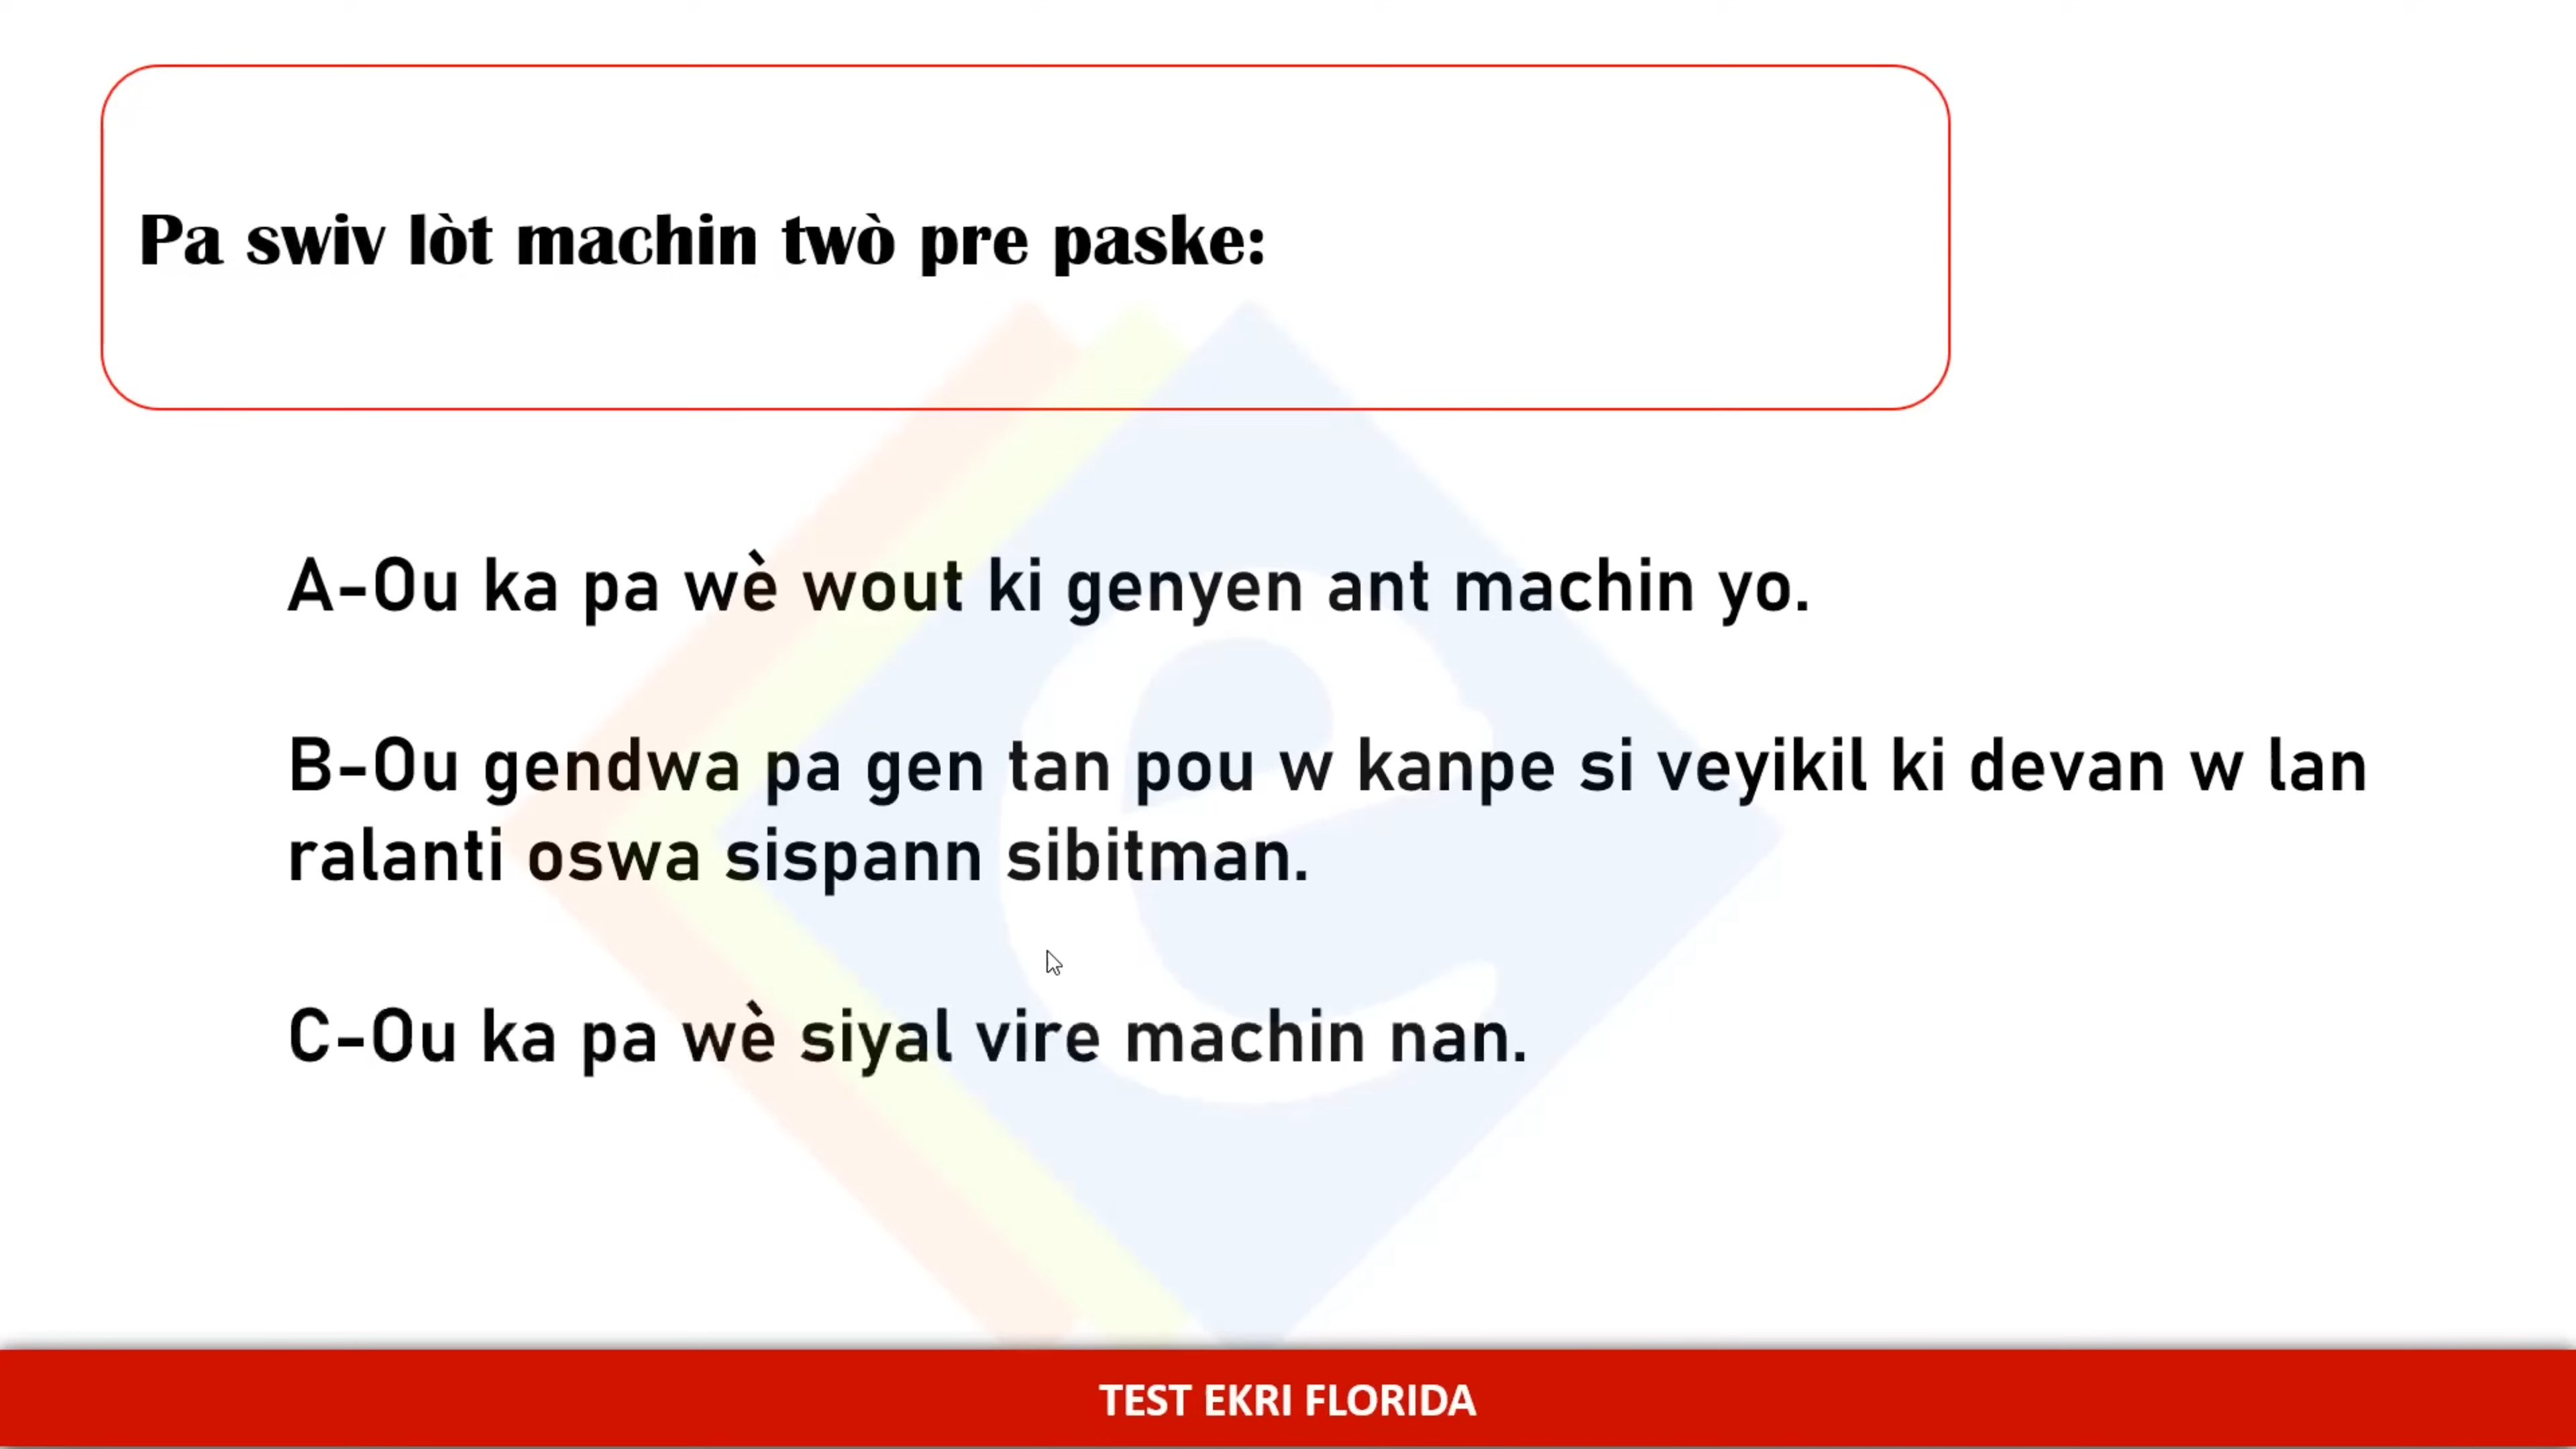 Pa swiv lòt machin twò pre paske:
A-Ou ka pa wè wout ki genyen ant machin yo.
B-Ou gendwa pa gen tan pou w kanpe si veyikil ki devan w lan
ralanti oswa sispann sibitman.
C-Ou ka pa wè siyal vire machin nan.
TEST EKRI FLORIDA